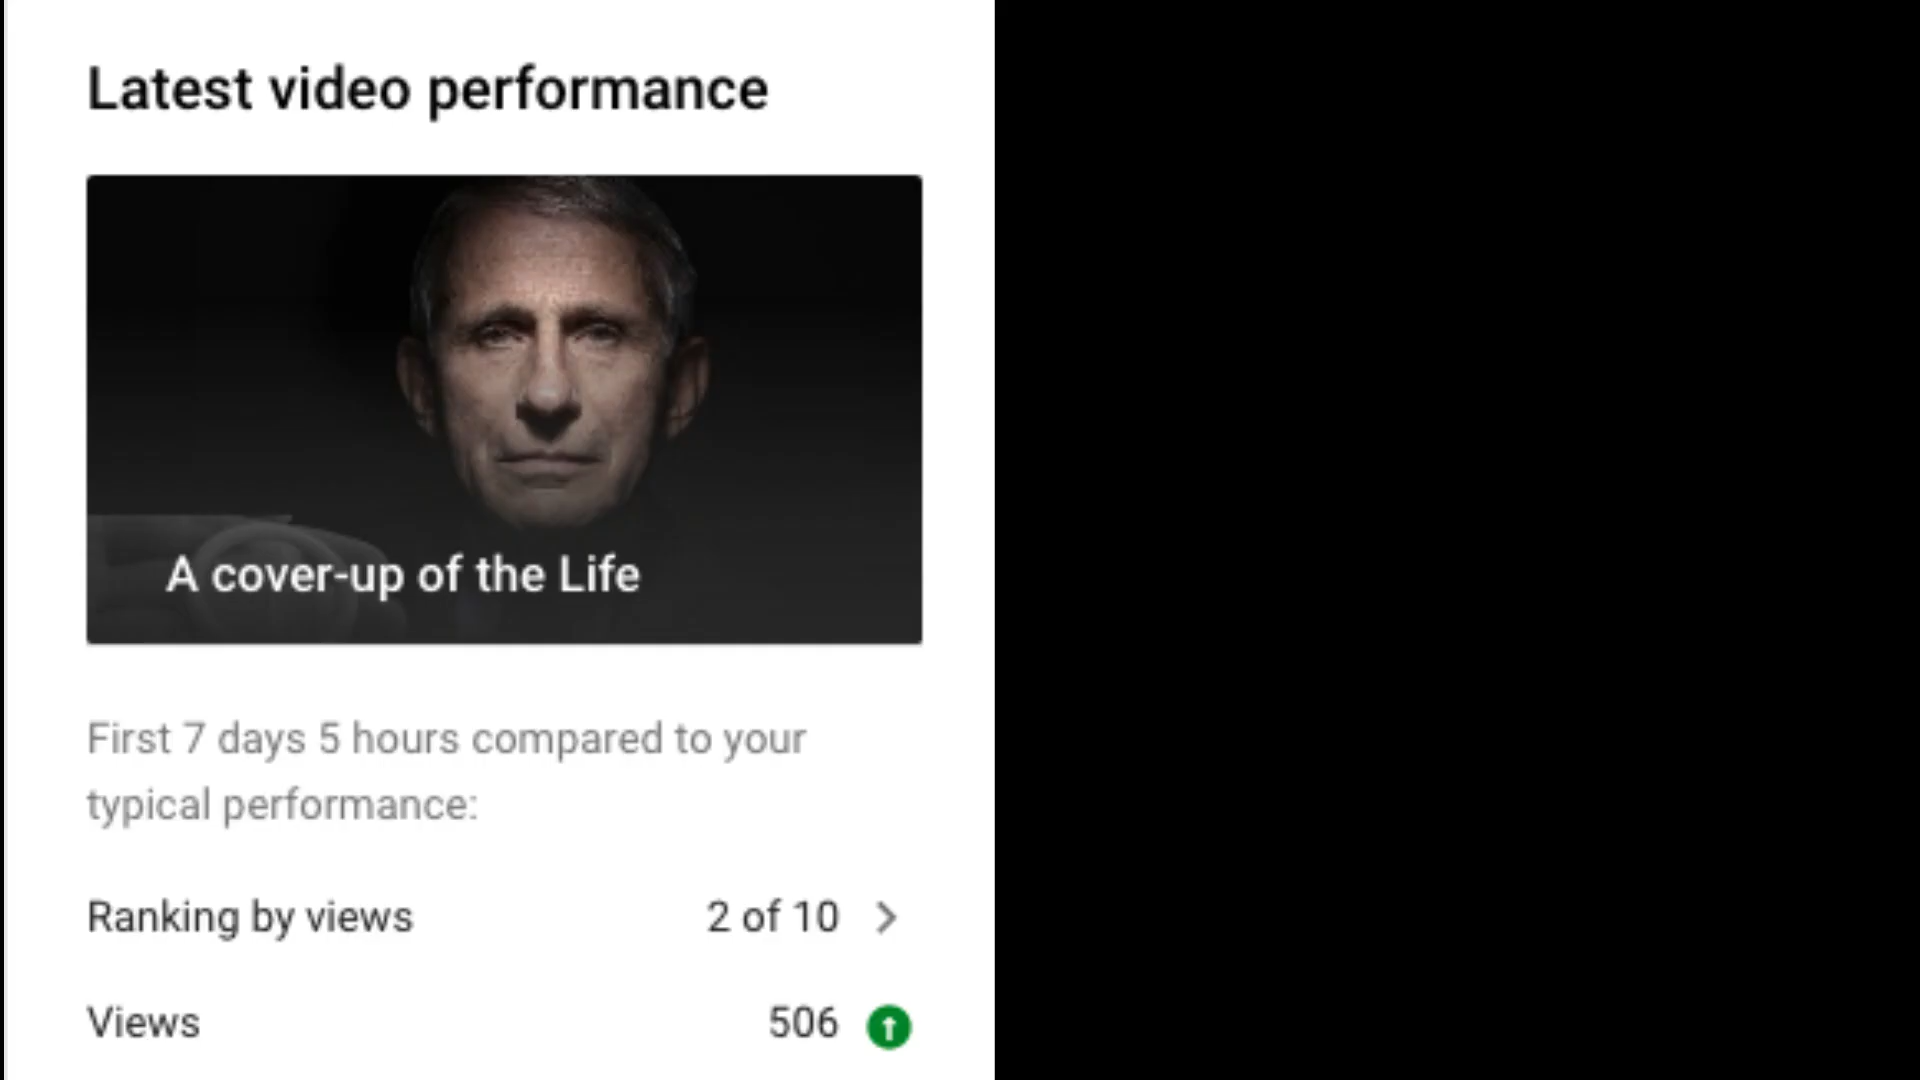 Latest video performance
A cover-up of the Life
First 7 days 5 hours compared to your
typical performance:
Ranking by views 2 of 10
Views 506